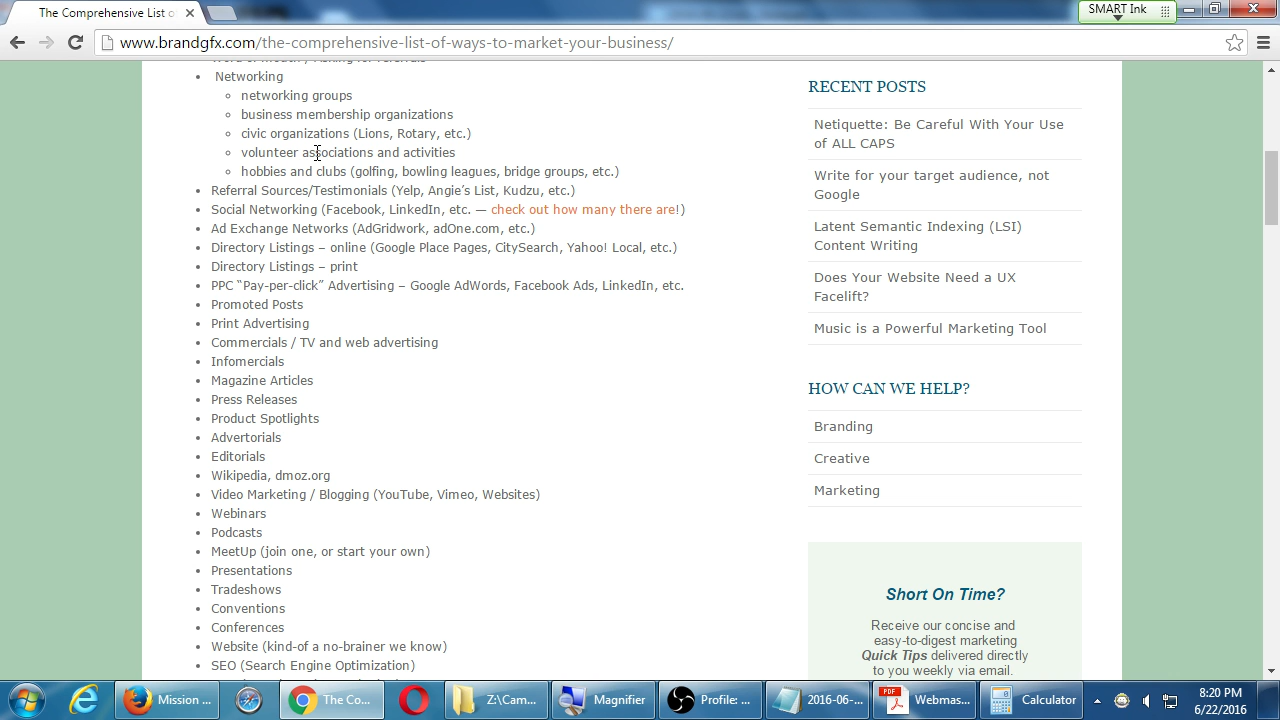 The Comprehensive List o
SMART Ink
www.brandgfx.com/the-comprehensive-list-of-ways-to-market-your-business/
Networking
networking groups
business membership organizations
civic organizations (Lions, Rotary, etc.)
volunteer associations and activities
hobbies and clubs (golfing, bowling leagues, bridge groups, etc.)
Referral Sources/Testimonials (Yelp, Angie’s List, Kudzu, etc.)
Social Networking (Facebook, LinkedIn, etc. — check out how many there are!)
Ad Exchange Networks (AdGridwork, adOne.com, etc.)
Directory Listings – online (Google Place Pages, CitySearch, Yahoo! Local, etc.)
Directory Listings – print
PPC “Pay-per-click” Advertising – Google AdWords, Facebook Ads, LinkedIn, etc.
Promoted Posts
Print Advertising
Commercials / TV and web advertising
Infomercials
Magazine Articles
Press Releases
Product Spotlights
Advertorials
Editorials
Wikipedia, dmoz.org
Video Marketing / Blogging (YouTube, Vimeo, Websites)
Webinars
Podcasts
MeetUp (join one, or start your own)
Presentations
Tradeshows
Conventions
Conferences
Website (kind-of a no-brainer we know)
SEO (Search Engine Optimization)
RECENT POSTS
Netiquette: Be Careful With Your Use
of ALL CAPS
Write for your target audience, not
Google
Latent Semantic Indexing (LSI)
Content Writing
Does Your Website Need a UX
Facelift?
Music is a Powerful Marketing Tool
HOW CAN WE HELP?
Branding
Creative
Marketing
Short On Time?
Receive our concise and
easy-to-digest marketing
Quick Tips delivered directly
to you weekly via email.
Mission ...
The Co...
Z:\Cam...
Magnifier
Profile: ...
2016-06-...
PDF
Webmas...
Calculator
8:20 PM
6/22/2016